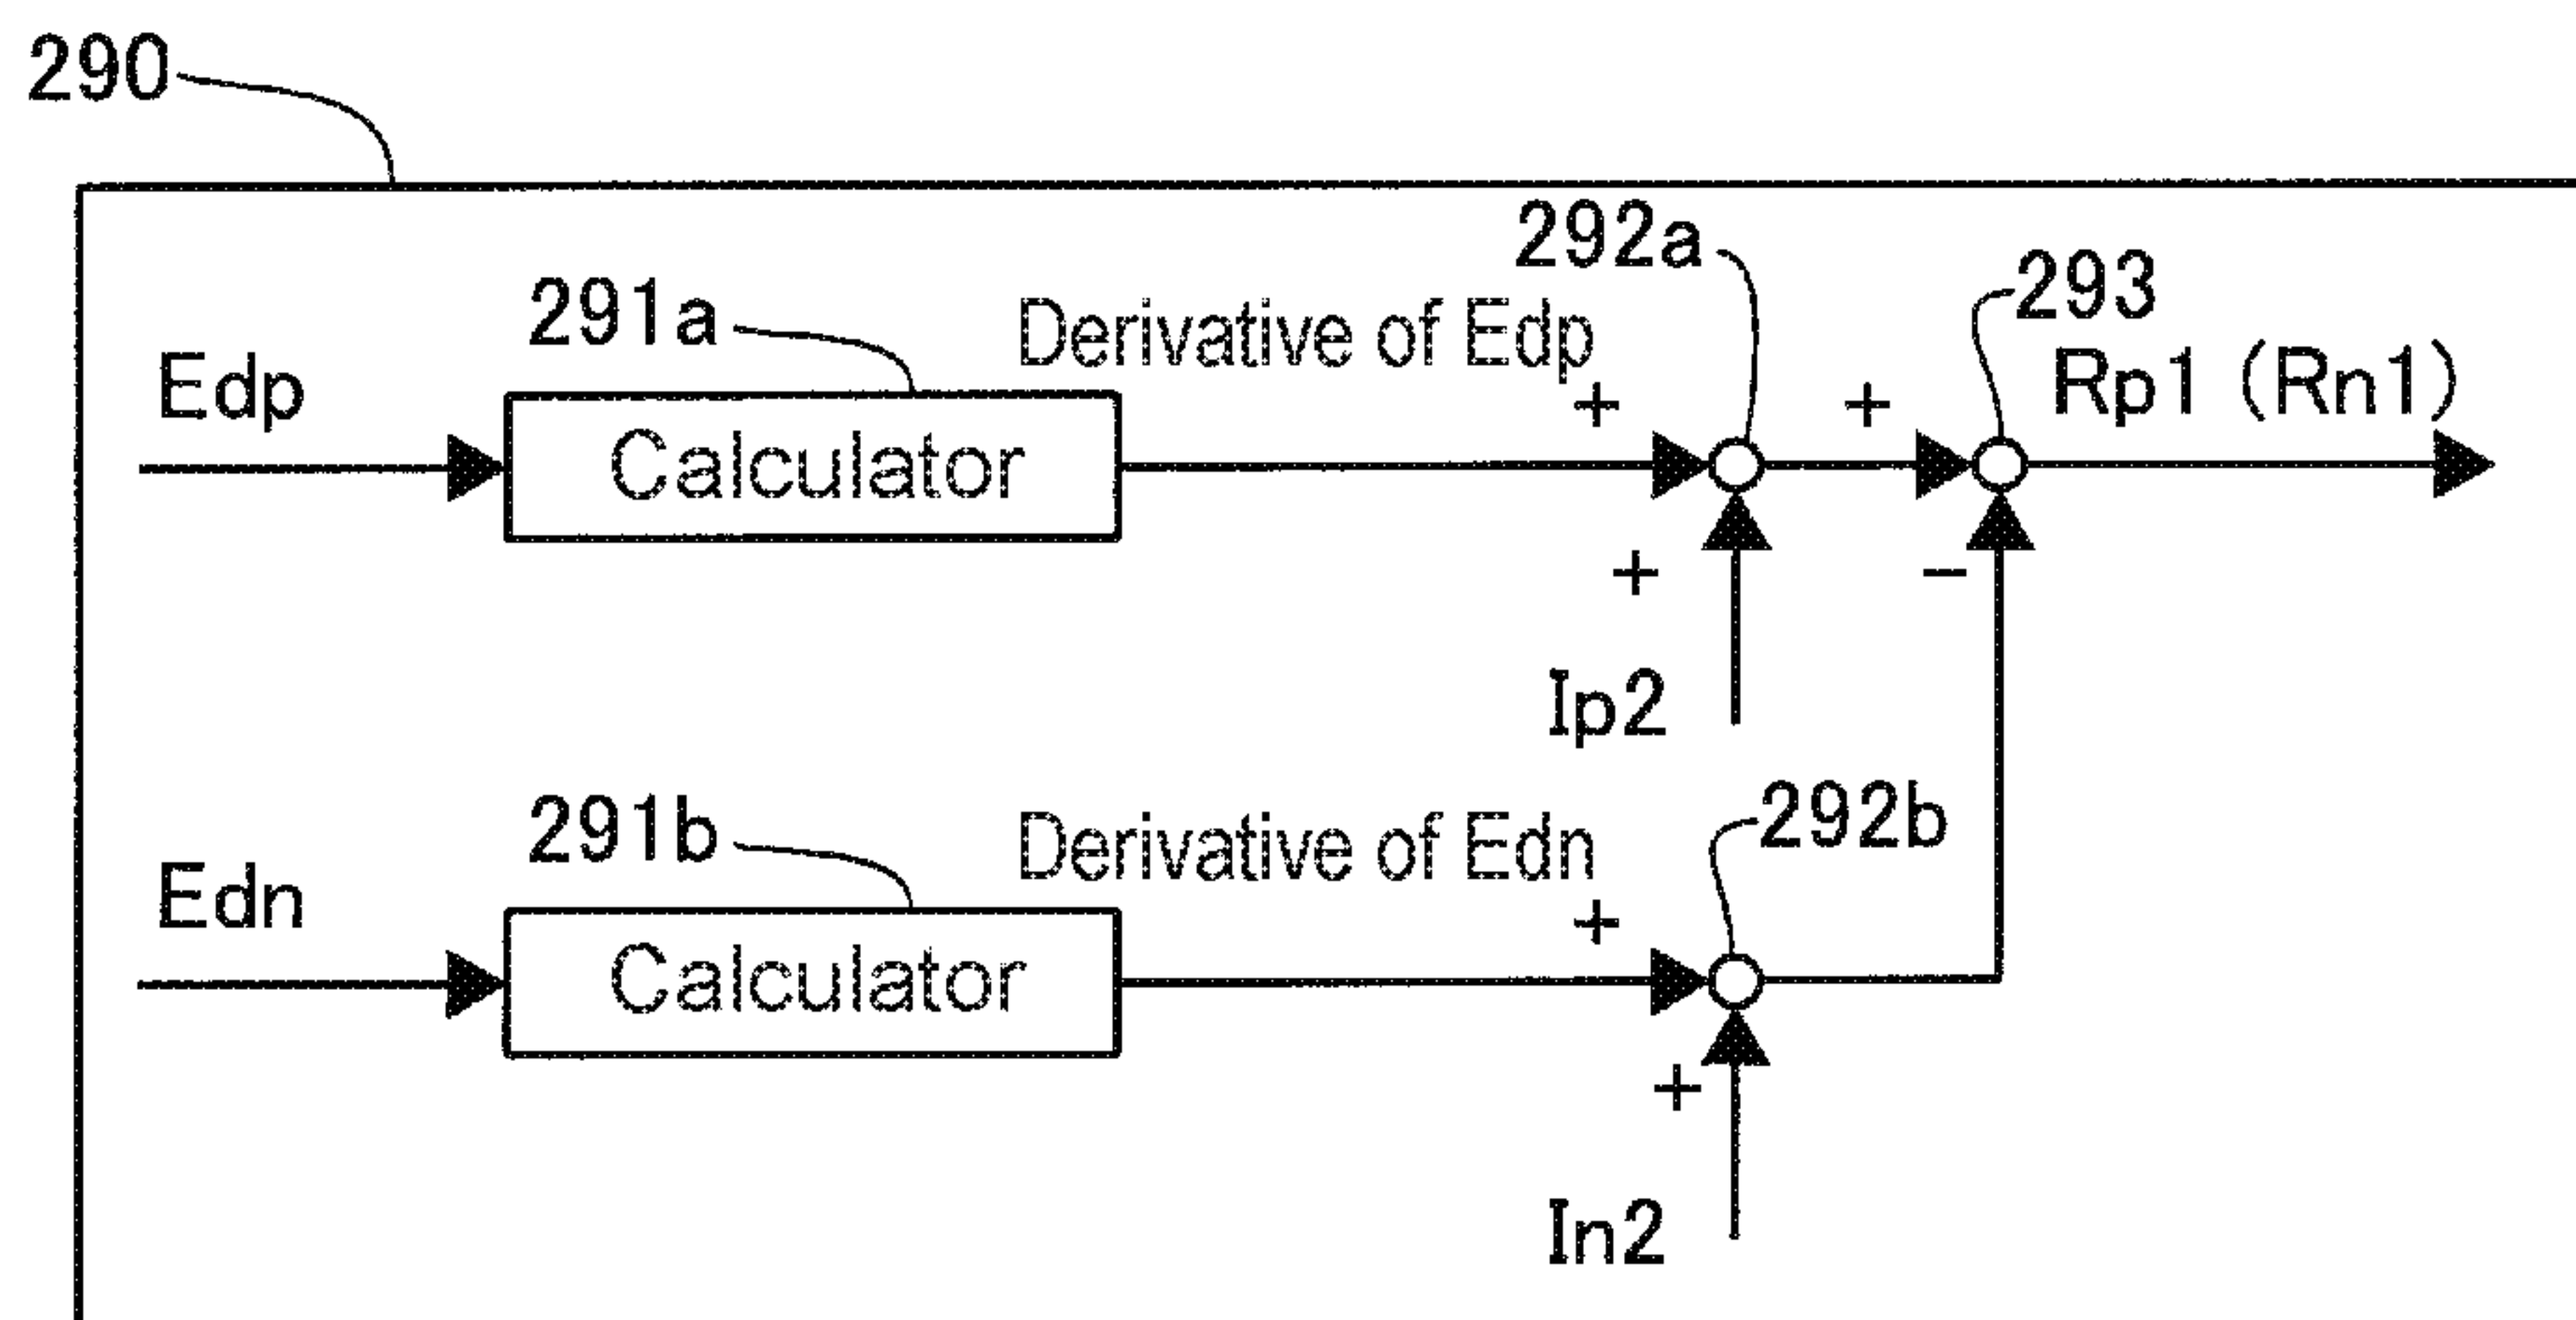 290
292a
293
291a
Derivative of Edp
Edp
+
+
Rp1 (Rn1)
Calculator
+
-
Ip2
291b
Derivative of Edn
292b
Edn
+
Calculator
+
In2